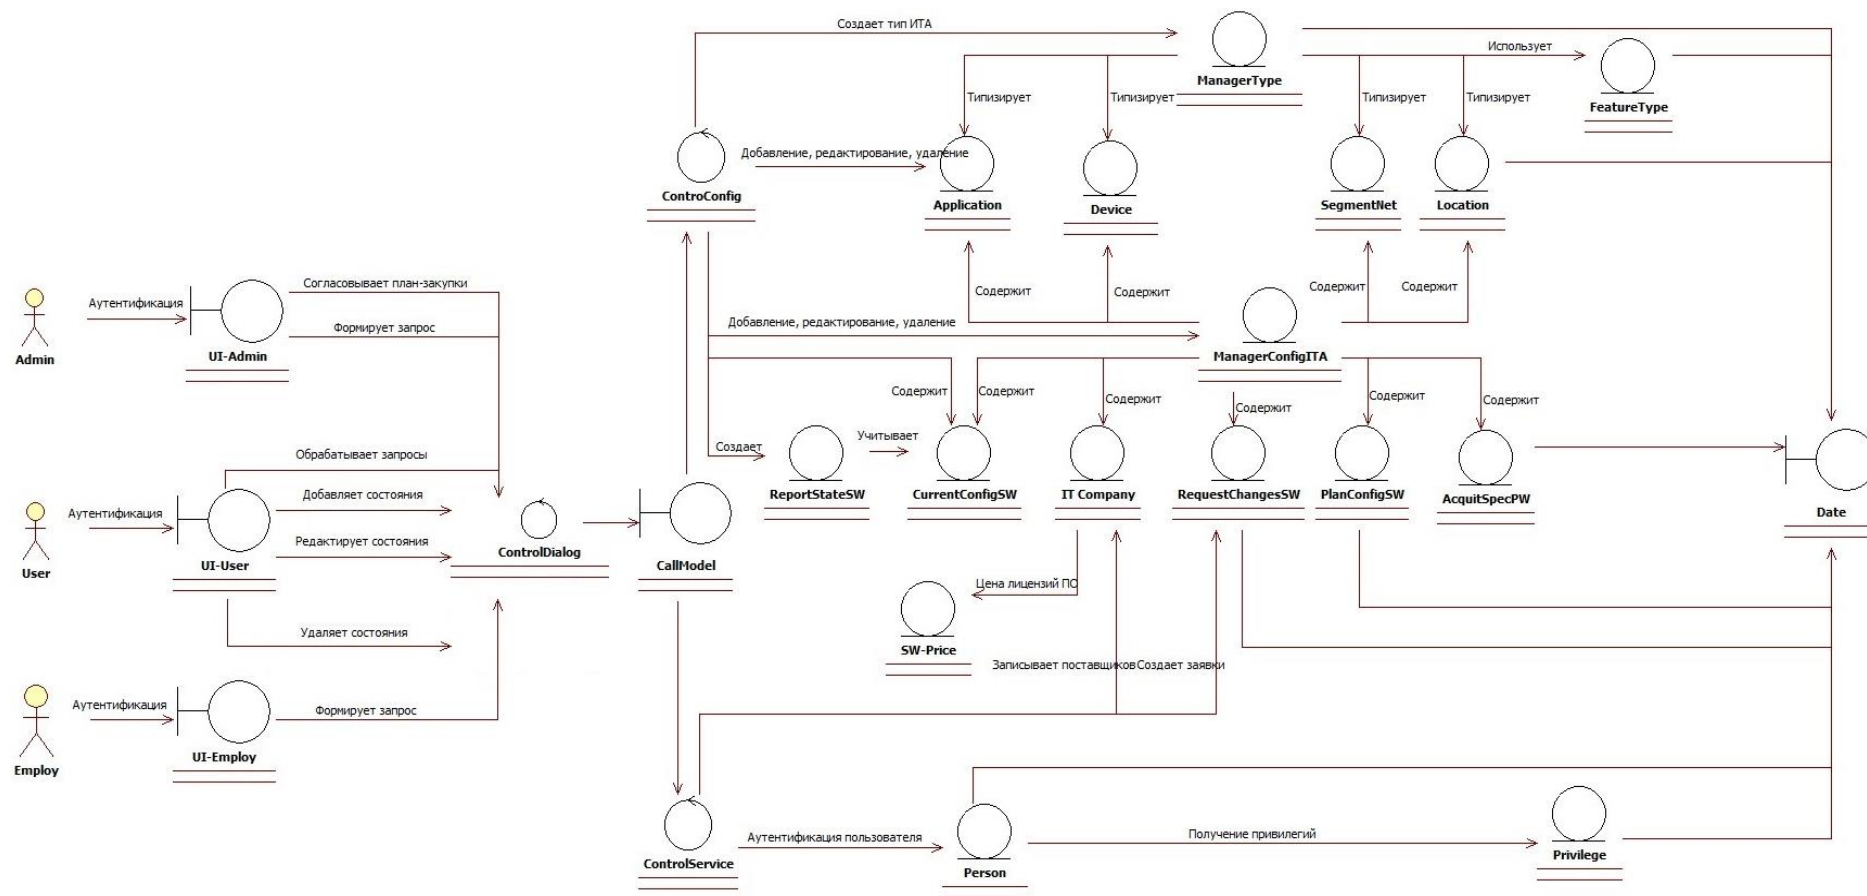 Создает тип ИТА
ManagerType
Использует
FeatureType
Типизирует
Типизирует
Типизирует
Типизирует
ControConfig
Добавление, редактирование, удаление
Application
Device
SegmentNet
Location
Содержит
Содержит
Содержит
Содержит
Admin
Аутентификация
UI-Admin
Согласовывает план-закупки
Формирует запрос
Добавление, редактирование, удаление
ManagerConfigITA
Содержит
Содержит
Содержит
Содержит
Содержит
Содержит
Создает
ReportStateSW
Учитывает
CurrentConfigSW
IT Company
RequestChangesSW
PlanConfigSW
AcquitSpecPW
Date
User
Аутентификация
UI-User
Обрабатывает запросы
Добавляет состояния
Редактирует состояния
Удаляет состояния
ControlDialog
CallModel
Цена лицензий ПО
SW-Price
Записывает поставщиков
Создает заявки
Employ
Аутентификация
UI-Employ
Формирует запрос
ControlService
Аутентификация пользователя
Person
Получение привилегий
Privilege